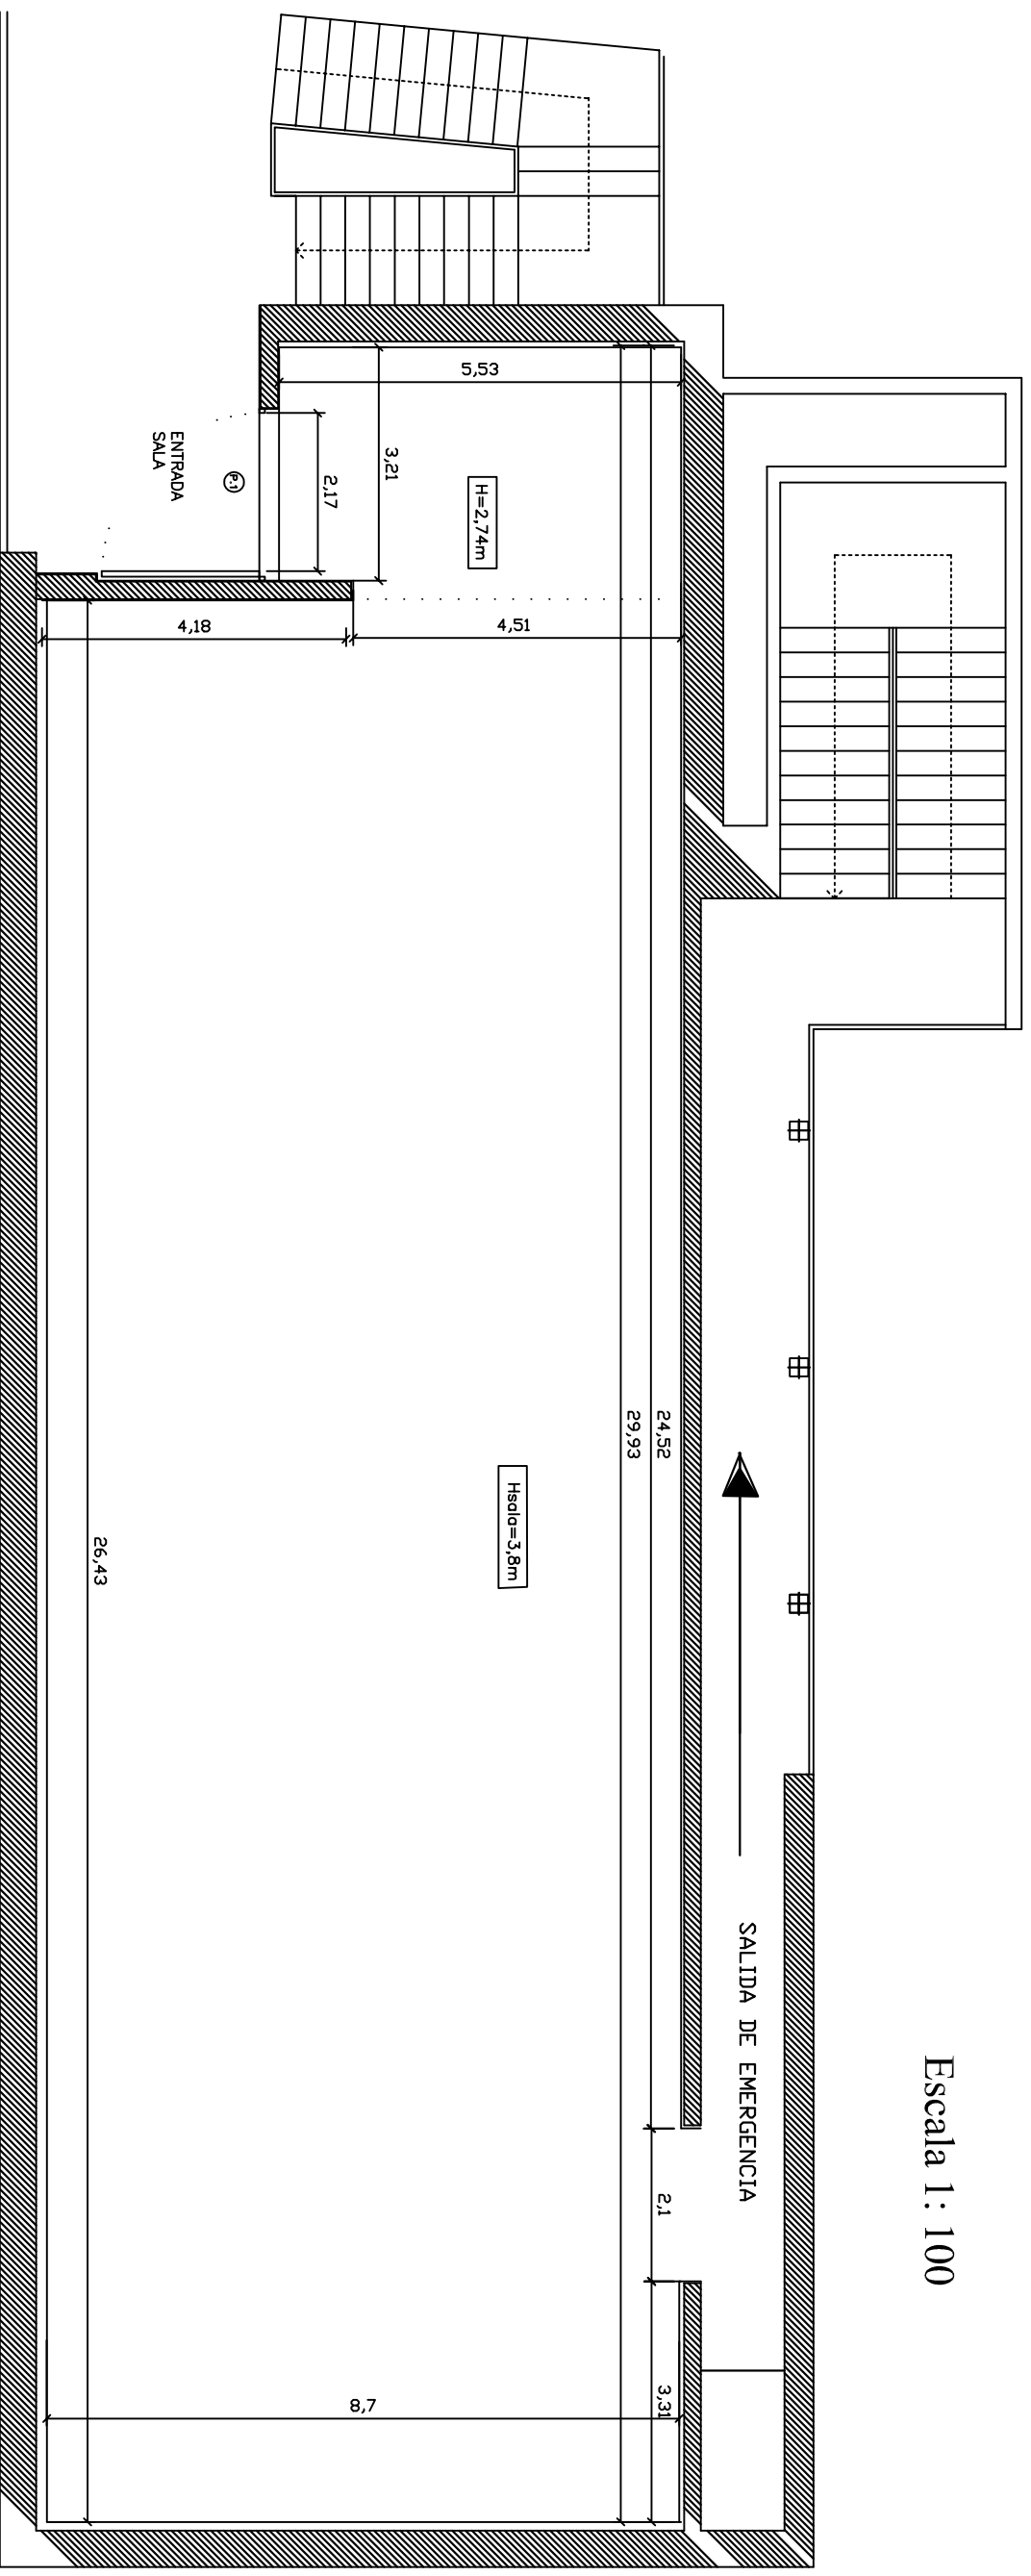 5,53
3,21
2,17
ENTRADA
SALA
P.1
H=2,74m
4,18
4,51
24,52
29,93
Hsala=3,8m
26,43
SALIDA DE EMERGENCIA
Escala 1: 100
2,1
3,31
8,7